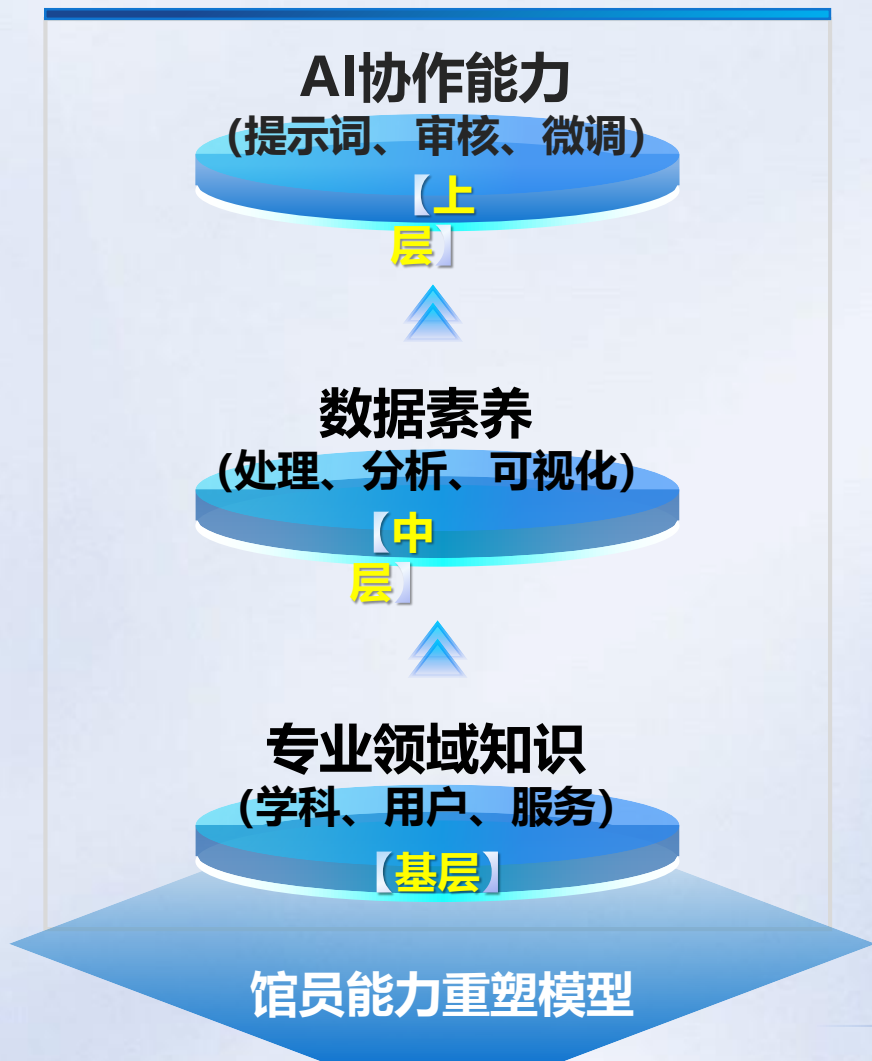 AI协作能力
(提示词、审核、微调)
【上
层】
数据素养
(处理、分析、可视化)
【中
层】
专业领域知识
(学科、用户、服务)
【基层】
馆员能力重塑模型